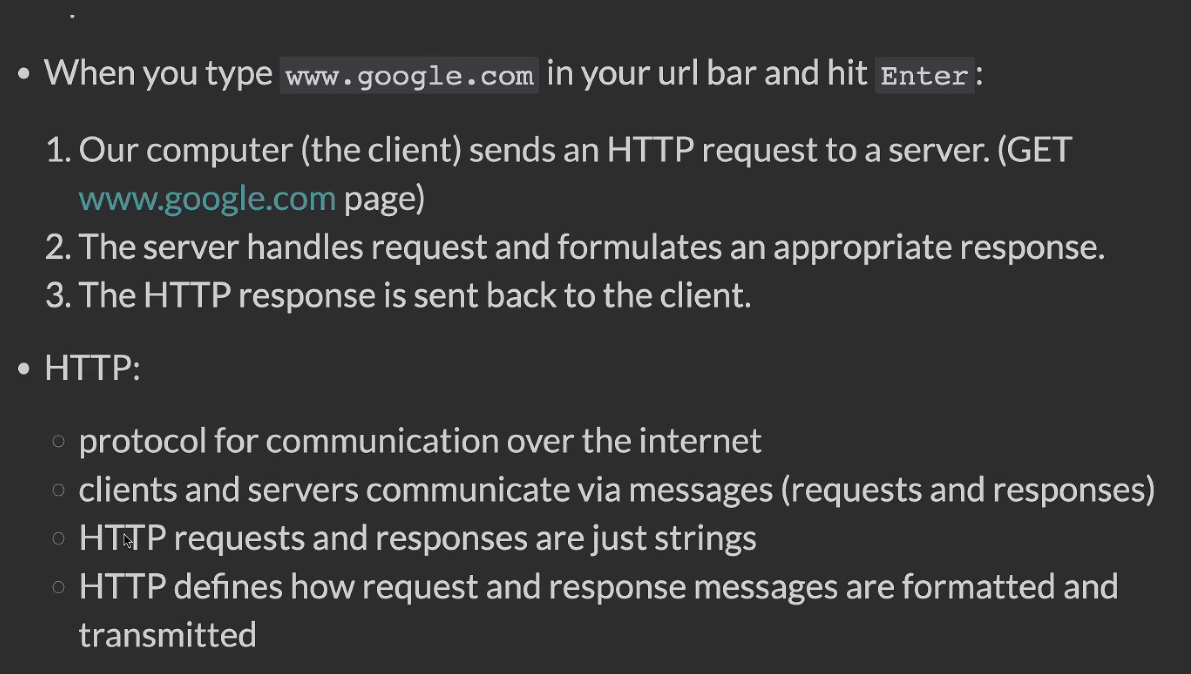 • When you type www.google.com in your url bar and hit Enter:
1. Our computer (the client) sends an HTTP request to a server. (GET
www.google.com page)
2. The server handles request and formulates an appropriate response.
3. The HTTP response is sent back to the client.
• HTTP:
○ protocol for communication over the internet
○ clients and servers communicate via messages (requests and responses)
○ HTTP requests and responses are just strings
○ HTTP defines how request and response messages are formatted and
transmitted